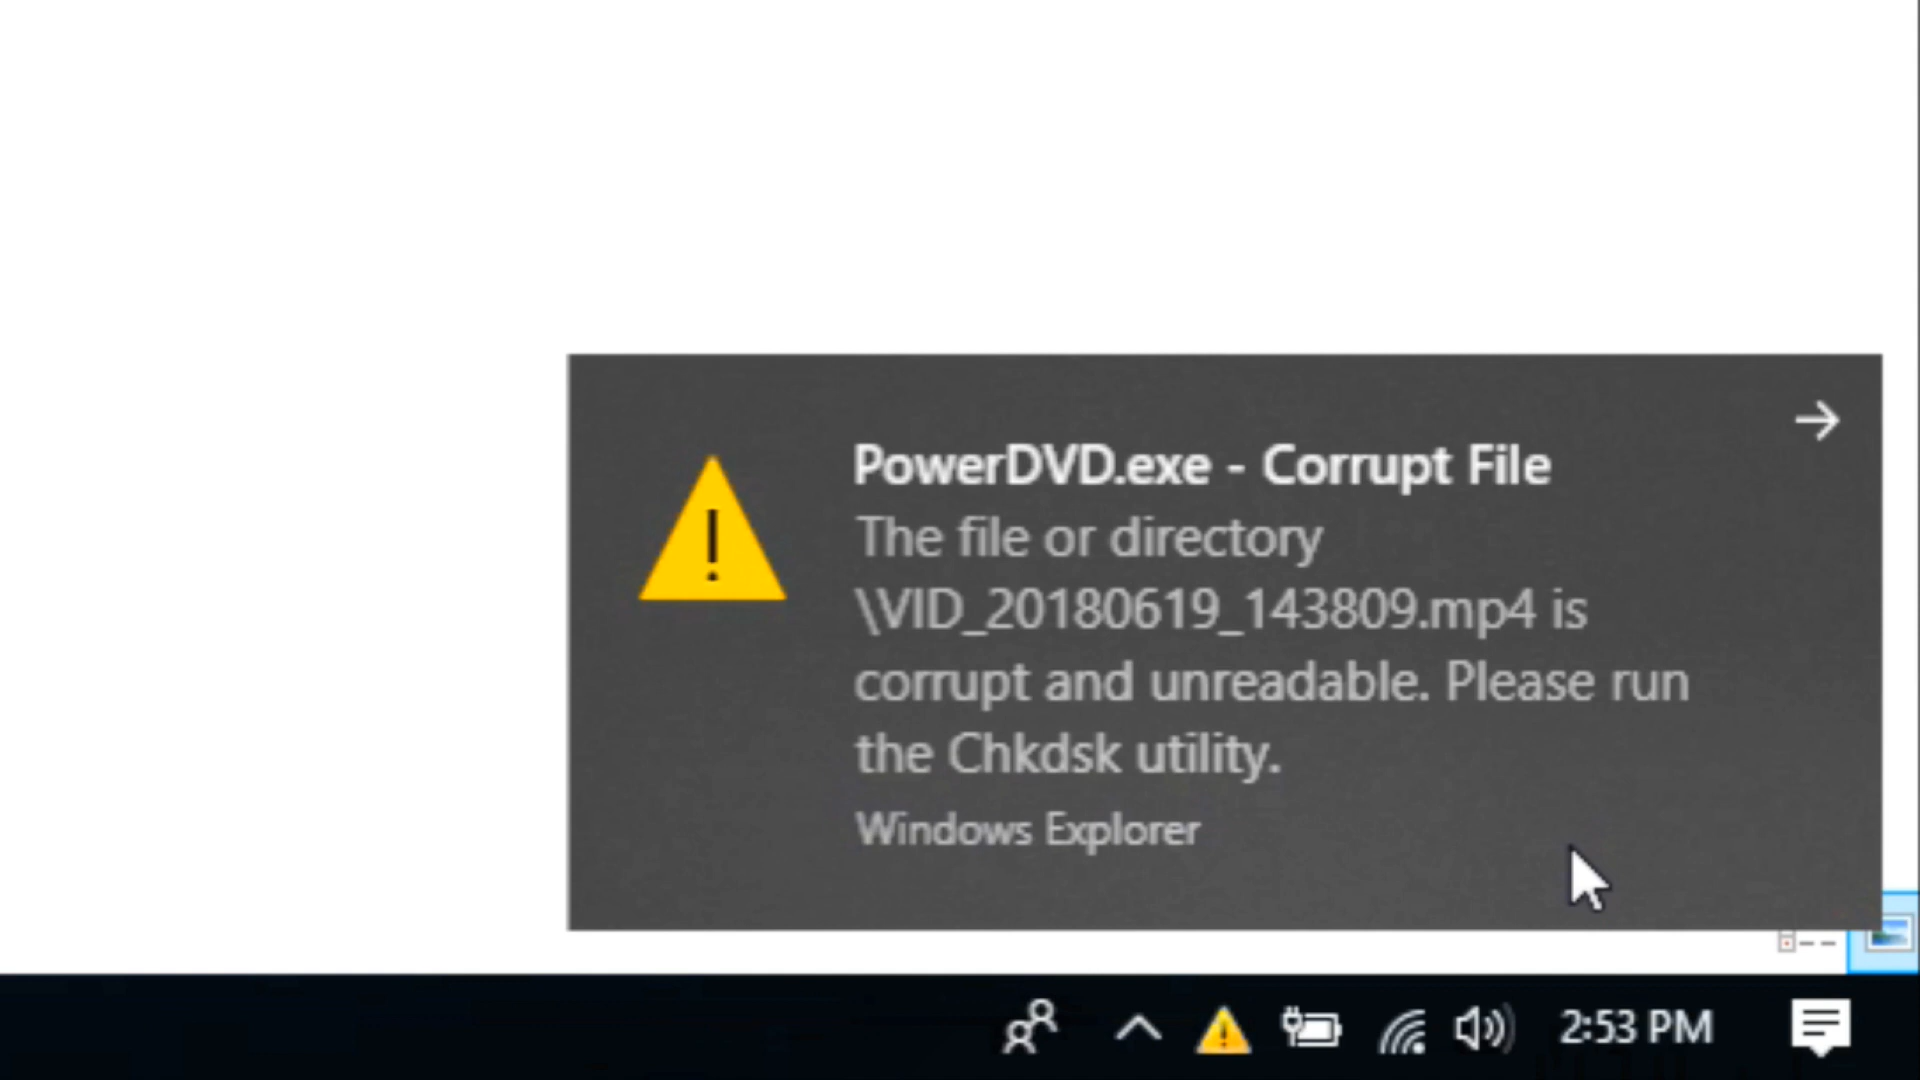 PowerDVD.exe - Corrupt File
The file or directory
\VID_20180619_143809.mp4 is
corrupt and unreadable. Please run
the Chkdsk utility.
Windows Explorer
2:53 PM